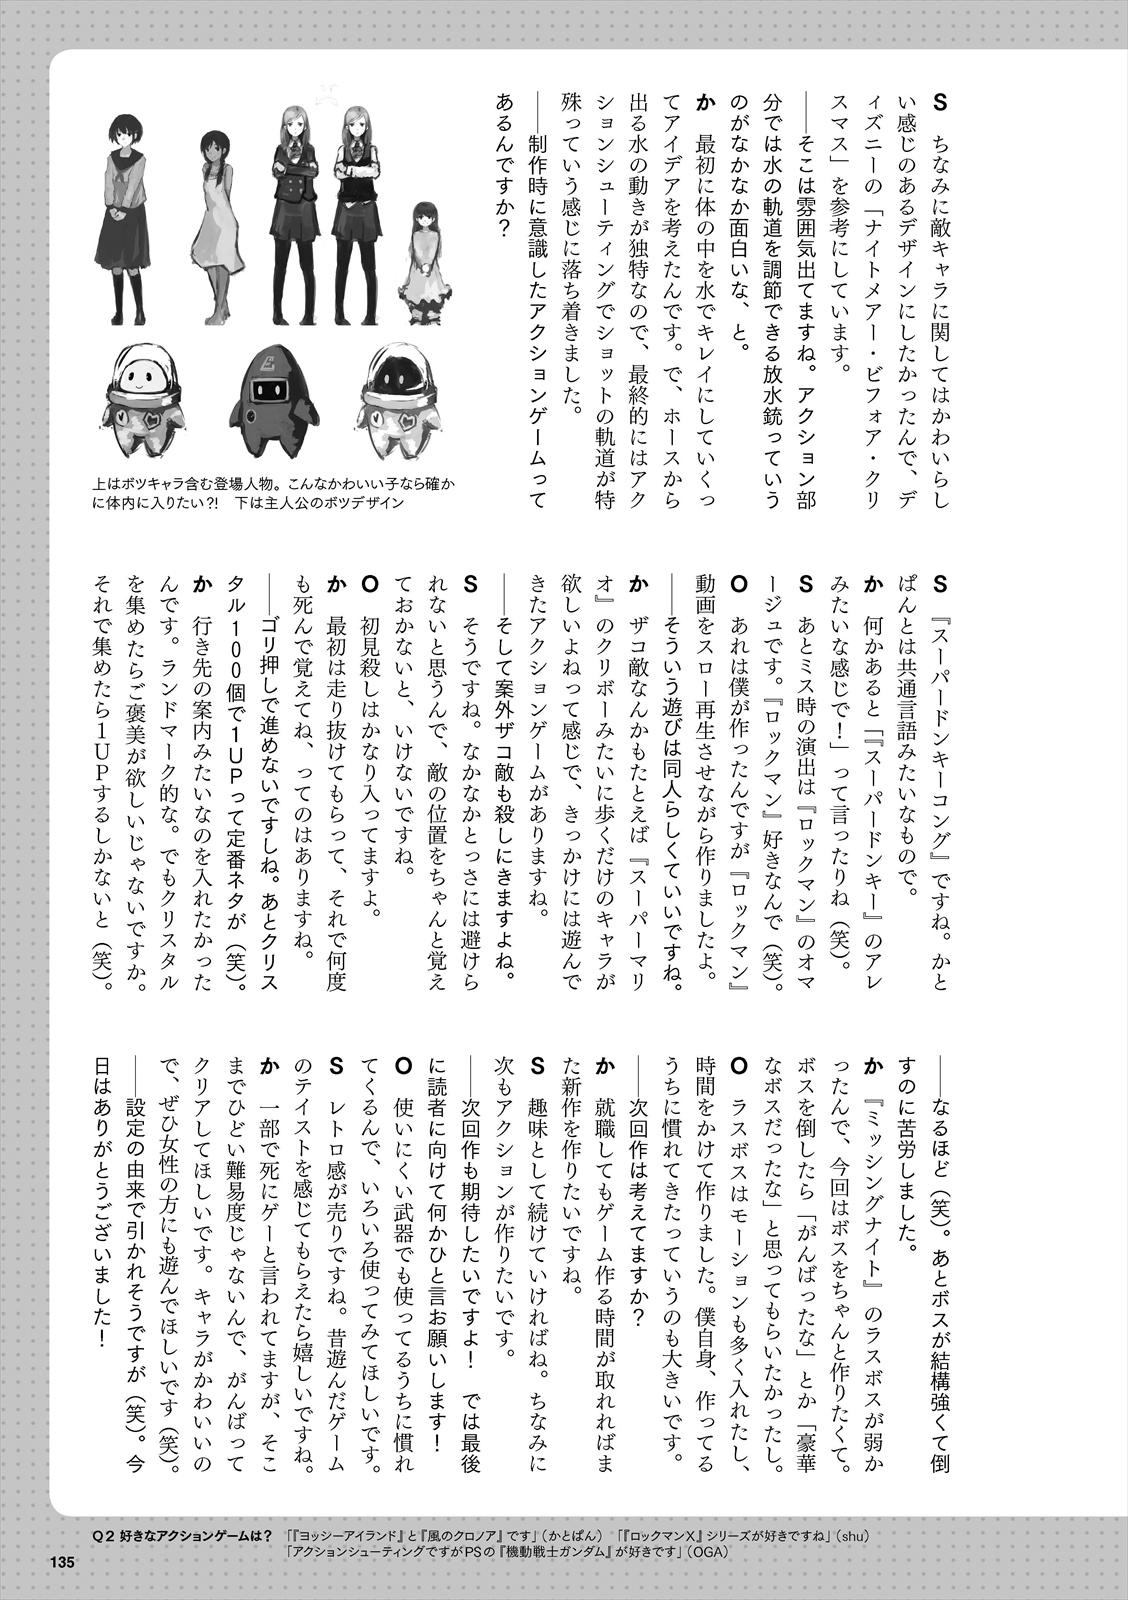 S　ちなみに敵キャラに関してはかわいらし
い感じのあるデザインにしたかったんで、デ
ィズニーの「ナイトメアー・ビフォア・クリ
スマス」を参考にしています。
――そこは雰囲気出てますね。アクション部
分では水の軌道を調節できる放水銃っていう
のがなかなか面白いな、と。
か　最初に体の中を水でキレイにしていくっ
てアイデアを考えたんです。で、ホースから
出る水の動きが独特なので、最終的にはアク
ションシューティングでショットの軌道が特
殊っていう感じに落ち着きました。
――制作時に意識したアクションゲームって
あるんですか？
上はボツキャラ含む登場人物。こんなかわいい子なら確か
に体内に入りたい?!　下は主人公のボツデザイン
S　『スーパードンキーコング』ですね。かと
ぱんとは共通言語みたいなもので。
か　何かあると「『スーパードンキー』のアレ
みたいな感じで！」って言ったりね（笑）。
S　あとミス時の演出は『ロックマン』のオマ
ージュです。『ロックマン』好きなんで（笑）。
O　あれは僕が作ったんですが『ロックマン』
動画をスロー再生させながら作りましたよ。
――そういう遊びは同人らしくていいですね。
か　ザコ敵なんかもたとえば『スーパーマリ
オ』のクリボーみたいに歩くだけのキャラが
欲しいよねって感じで、きっかけには遊んで
きたアクションゲームがありますね。
――そして案外ザコ敵も殺しにきますよね。
S　そうですね。なかなかとっさには避けら
れないと思うんで、敵の位置をちゃんと覚え
ておかないと、いけないですね。
O　初見殺しはかなり入ってますよ。
か　最初は走り抜けてもらって、それで何度
も死んで覚えてね、ってのはありますね。
――ゴリ押しで進めないですしね。あとクリス
タル100個で1UPって定番ネタが（笑）。
か　行き先の案内みたいなのを入れたかった
んです。ランドマーク的な。でもクリスタル
を集めたらご褒美が欲しいじゃないですか。
それで集めたら1UPするしかないと（笑）。
――なるほど（笑）。あとボスが結構強くて倒
すのに苦労しました。
か　『ミッシングナイト』のラスボスが弱か
ったんで、今回はボスをちゃんと作りたくて。
ボスを倒したら「がんばったな」とか「豪華
なボスだったな」と思ってもらいたかったし。
O　ラスボスはモーションも多く入れたし、
時間をかけて作りました。僕自身、作ってる
うちに慣れてきたっていうのも大きいです。
――次回作は考えてますか？
か　就職してもゲーム作る時間が取れればま
た新作を作りたいですね。
S　趣味として続けていければね。ちなみに
次もアクションが作りたいです。
――次回作も期待したいですよ！　では最後
に読者に向けて何かひと言お願いします！
O　使いにくい武器でも使ってるうちに慣れ
てくるんで、いろいろ使ってみてほしいです。
S　レトロ感が売りですね。昔遊んだゲーム
のテイストを感じてもらえたら嬉しいですね。
か　一部で死にゲーと言われてますが、そこ
までひどい難易度じゃないんで、がんばって
クリアしてほしいです。キャラがかわいいの
で、ぜひ女性の方にも遊んでほしいです（笑）。
――設定の由来で引かれそうですが（笑）。今
日はありがとうございました！
Q2 好きなアクションゲームは？　「『ヨッシーアイランド』と『風のクロノア』です」（かとぱん）　「『ロックマンX』シリーズが好きですね」（shu）
「アクションシューティングですがPSの『機動戦士ガンダム』が好きです」（OGA）
135